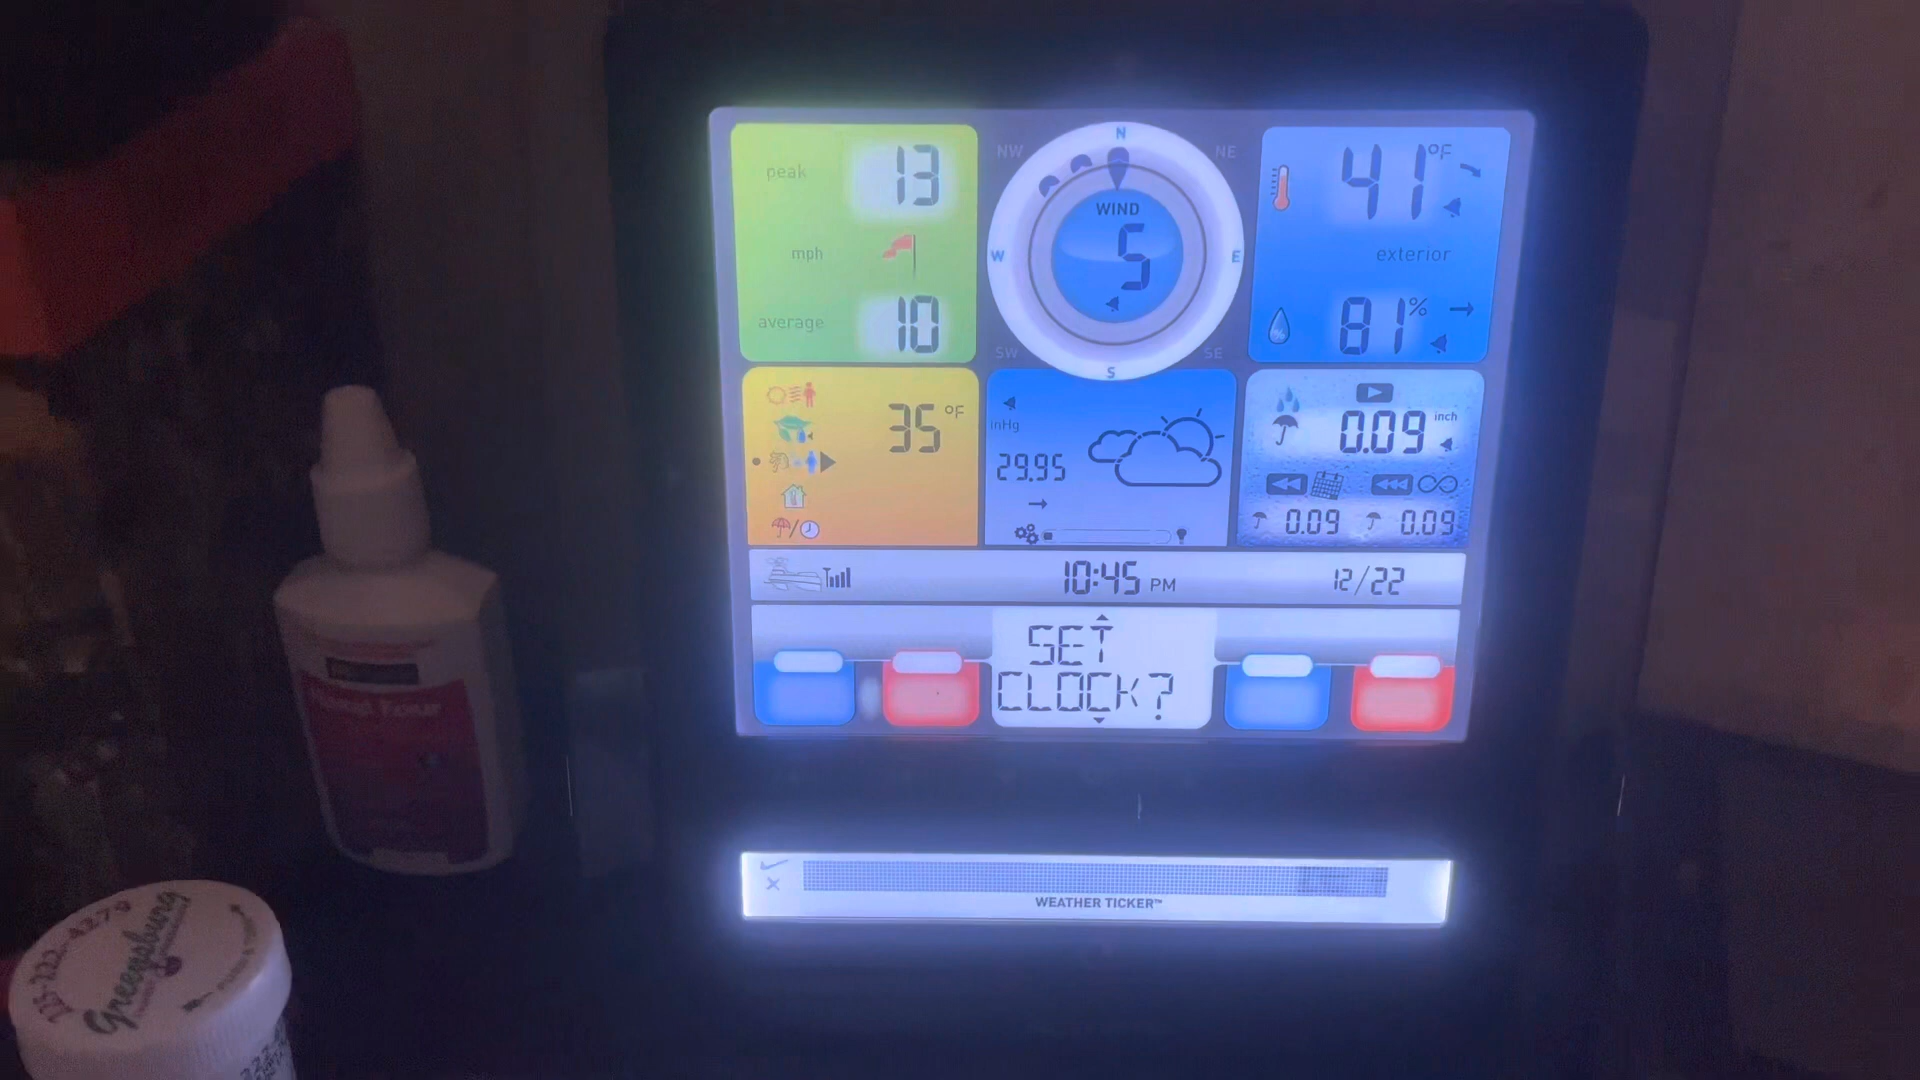 peak 13
mph
average 10
N
NW
NE
W
E
SW
SE
S
WIND
5
41 °F
exterior
81 %
35 °F
inHg
29.95
0.09 inch
0.09 0.09
10:45 PM
12/22
SET
CLOCK?
WEATHER TICKER™
Greensburg